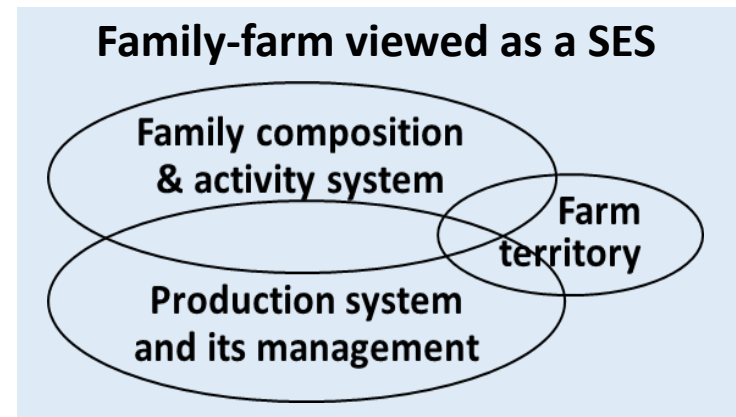 Family-farm viewed as a SES
Family composition
& activity system
Farm
territory
Production system
and its management